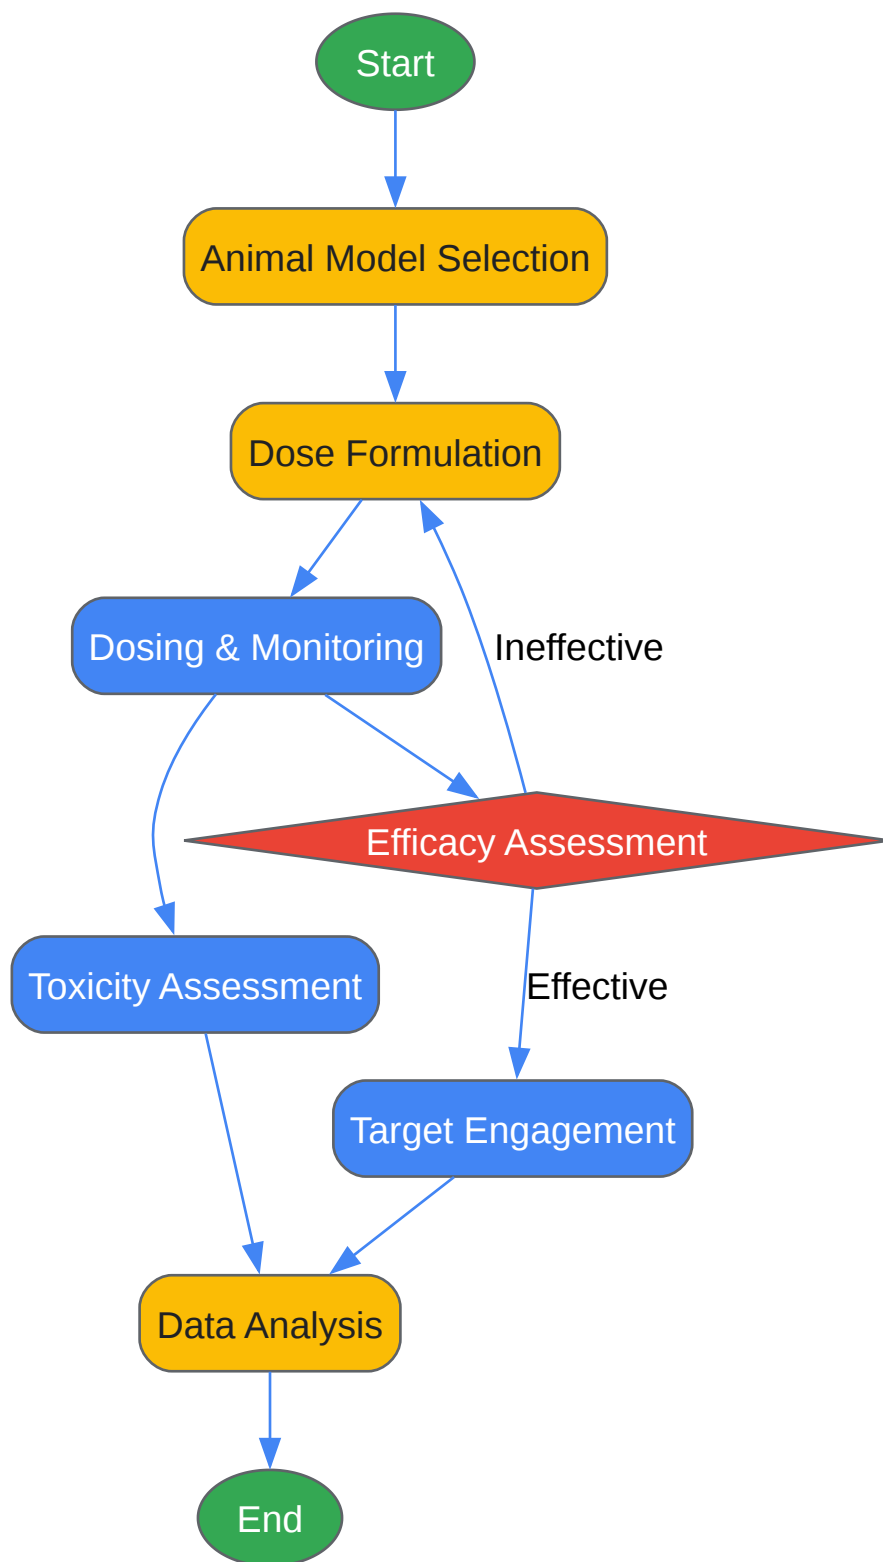 Start
Animal Model Selection
Dose Formulation
Dosing & Monitoring
Ineffective
Efficacy Assessment
Toxicity Assessment
Effective
Target Engagement
Data Analysis
End